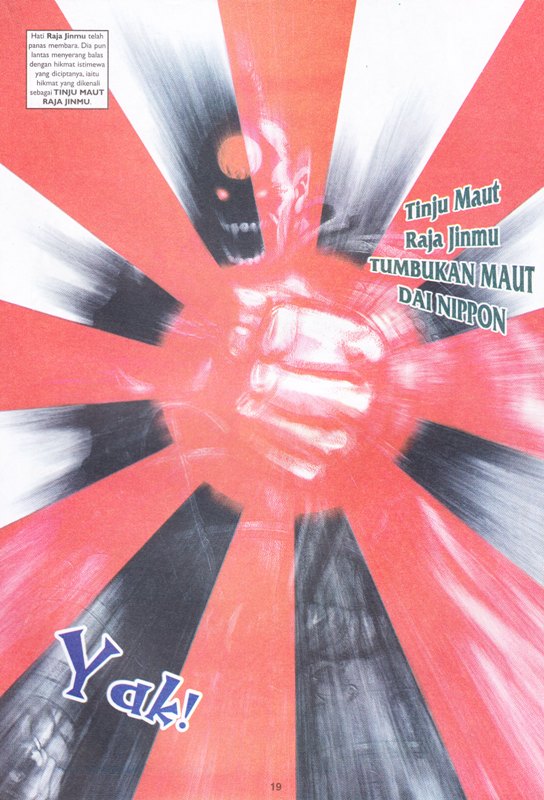 Hati Raja Jinmu telah
panas membara. Dia pun
lantas menyerang balas
dengan hikmat istimewa
yang diciptanya, iaitu
hikmat yang dikenali
sebagai TINJU MAUT
RAJA JINMU.
Tinju Maut
Raja Jinmu
TUMBUKAN MAUT
DAI NIPPON
Yak!
19